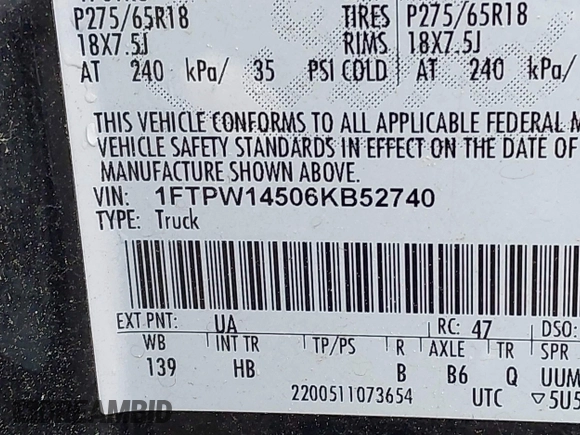 P275/65R18 TIRES P275/65R18
18X7.5J RIMS 18X7.5J
AT 240 kPa/ 35 PSI COLD AT 240 kPa/
THIS VEHICLE CONFORMS TO ALL APPLICABLE FEDERAL M
VEHICLE SAFETY STANDARDS IN EFFECT ON THE DATE OF
MANUFACTURE SHOWN ABOVE.
VIN: 1FTPW14506KB52740
TYPE: Truck
EXT PNT: UA RC: 47 DSO:
WB INT TR TP/PS R AXLE TR SPR
139 HB B B6 Q UUM
2200511073654 UTC ▽5U5